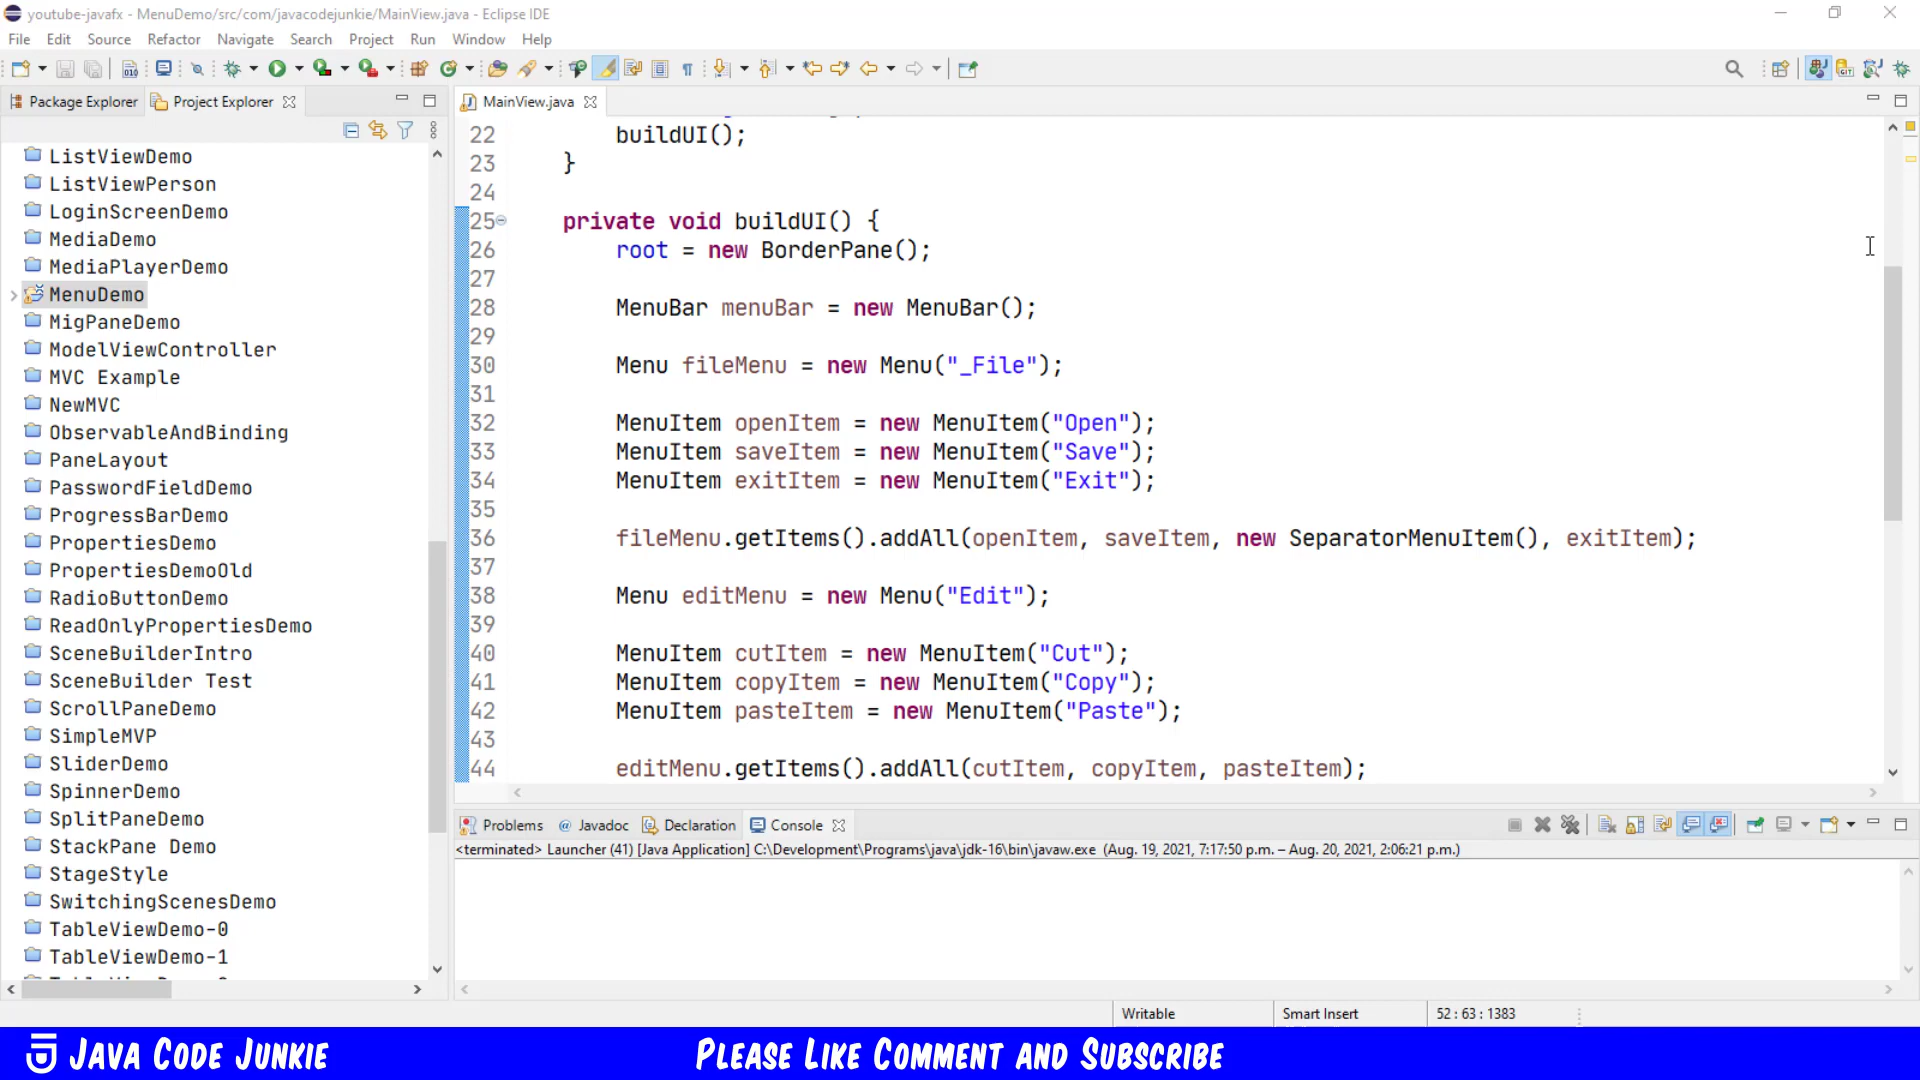 youtube-javafx - MenuDemo/src/com/javacodejunkie/MainView.java - Eclipse IDE
File Edit Source Refactor Navigate Search Project Run Window Help
Package Explorer Project Explorer
ListViewDemo
ListViewPerson
LoginScreenDemo
MediaDemo
MediaPlayerDemo
MenuDemo
MigPaneDemo
ModelViewController
MVC Example
NewMVC
ObservableAndBinding
PaneLayout
PasswordFieldDemo
ProgressBarDemo
PropertiesDemo
PropertiesDemoOld
RadioButtonDemo
ReadOnlyPropertiesDemo
SceneBuilderIntro
SceneBuilder Test
ScrollPaneDemo
SimpleMVP
SliderDemo
SpinnerDemo
SplitPaneDemo
StackPane Demo
StageStyle
SwitchingScenesDemo
TableViewDemo-0
TableViewDemo-1
MainView.java
22 buildUI();
23 }
24
25 private void buildUI() {
26 root = new BorderPane();
27
28 MenuBar menuBar = new MenuBar();
29
30 Menu fileMenu = new Menu("_File");
31
32 MenuItem openItem = new MenuItem("Open");
33 MenuItem saveItem = new MenuItem("Save");
34 MenuItem exitItem = new MenuItem("Exit");
35
36 fileMenu.getItems().addAll(openItem, saveItem, new SeparatorMenuItem(), exitItem);
37
38 Menu editMenu = new Menu("Edit");
39
40 MenuItem cutItem = new MenuItem("Cut");
41 MenuItem copyItem = new MenuItem("Copy");
42 MenuItem pasteItem = new MenuItem("Paste");
43
44 editMenu.getItems().addAll(cutItem, copyItem, pasteItem);
Problems @ Javadoc Declaration Console
<terminated> Launcher (41) [Java Application] C:\Development\Programs\java\jdk-16\bin\javaw.exe (Aug. 19, 2021, 7:17:50 p.m. – Aug. 20, 2021, 2:06:21 p.m.)
Writable Smart Insert 52 : 63 : 1383
JAVA CODE JUNKIE PLEASE LIKE COMMENT AND SUBSCRIBE